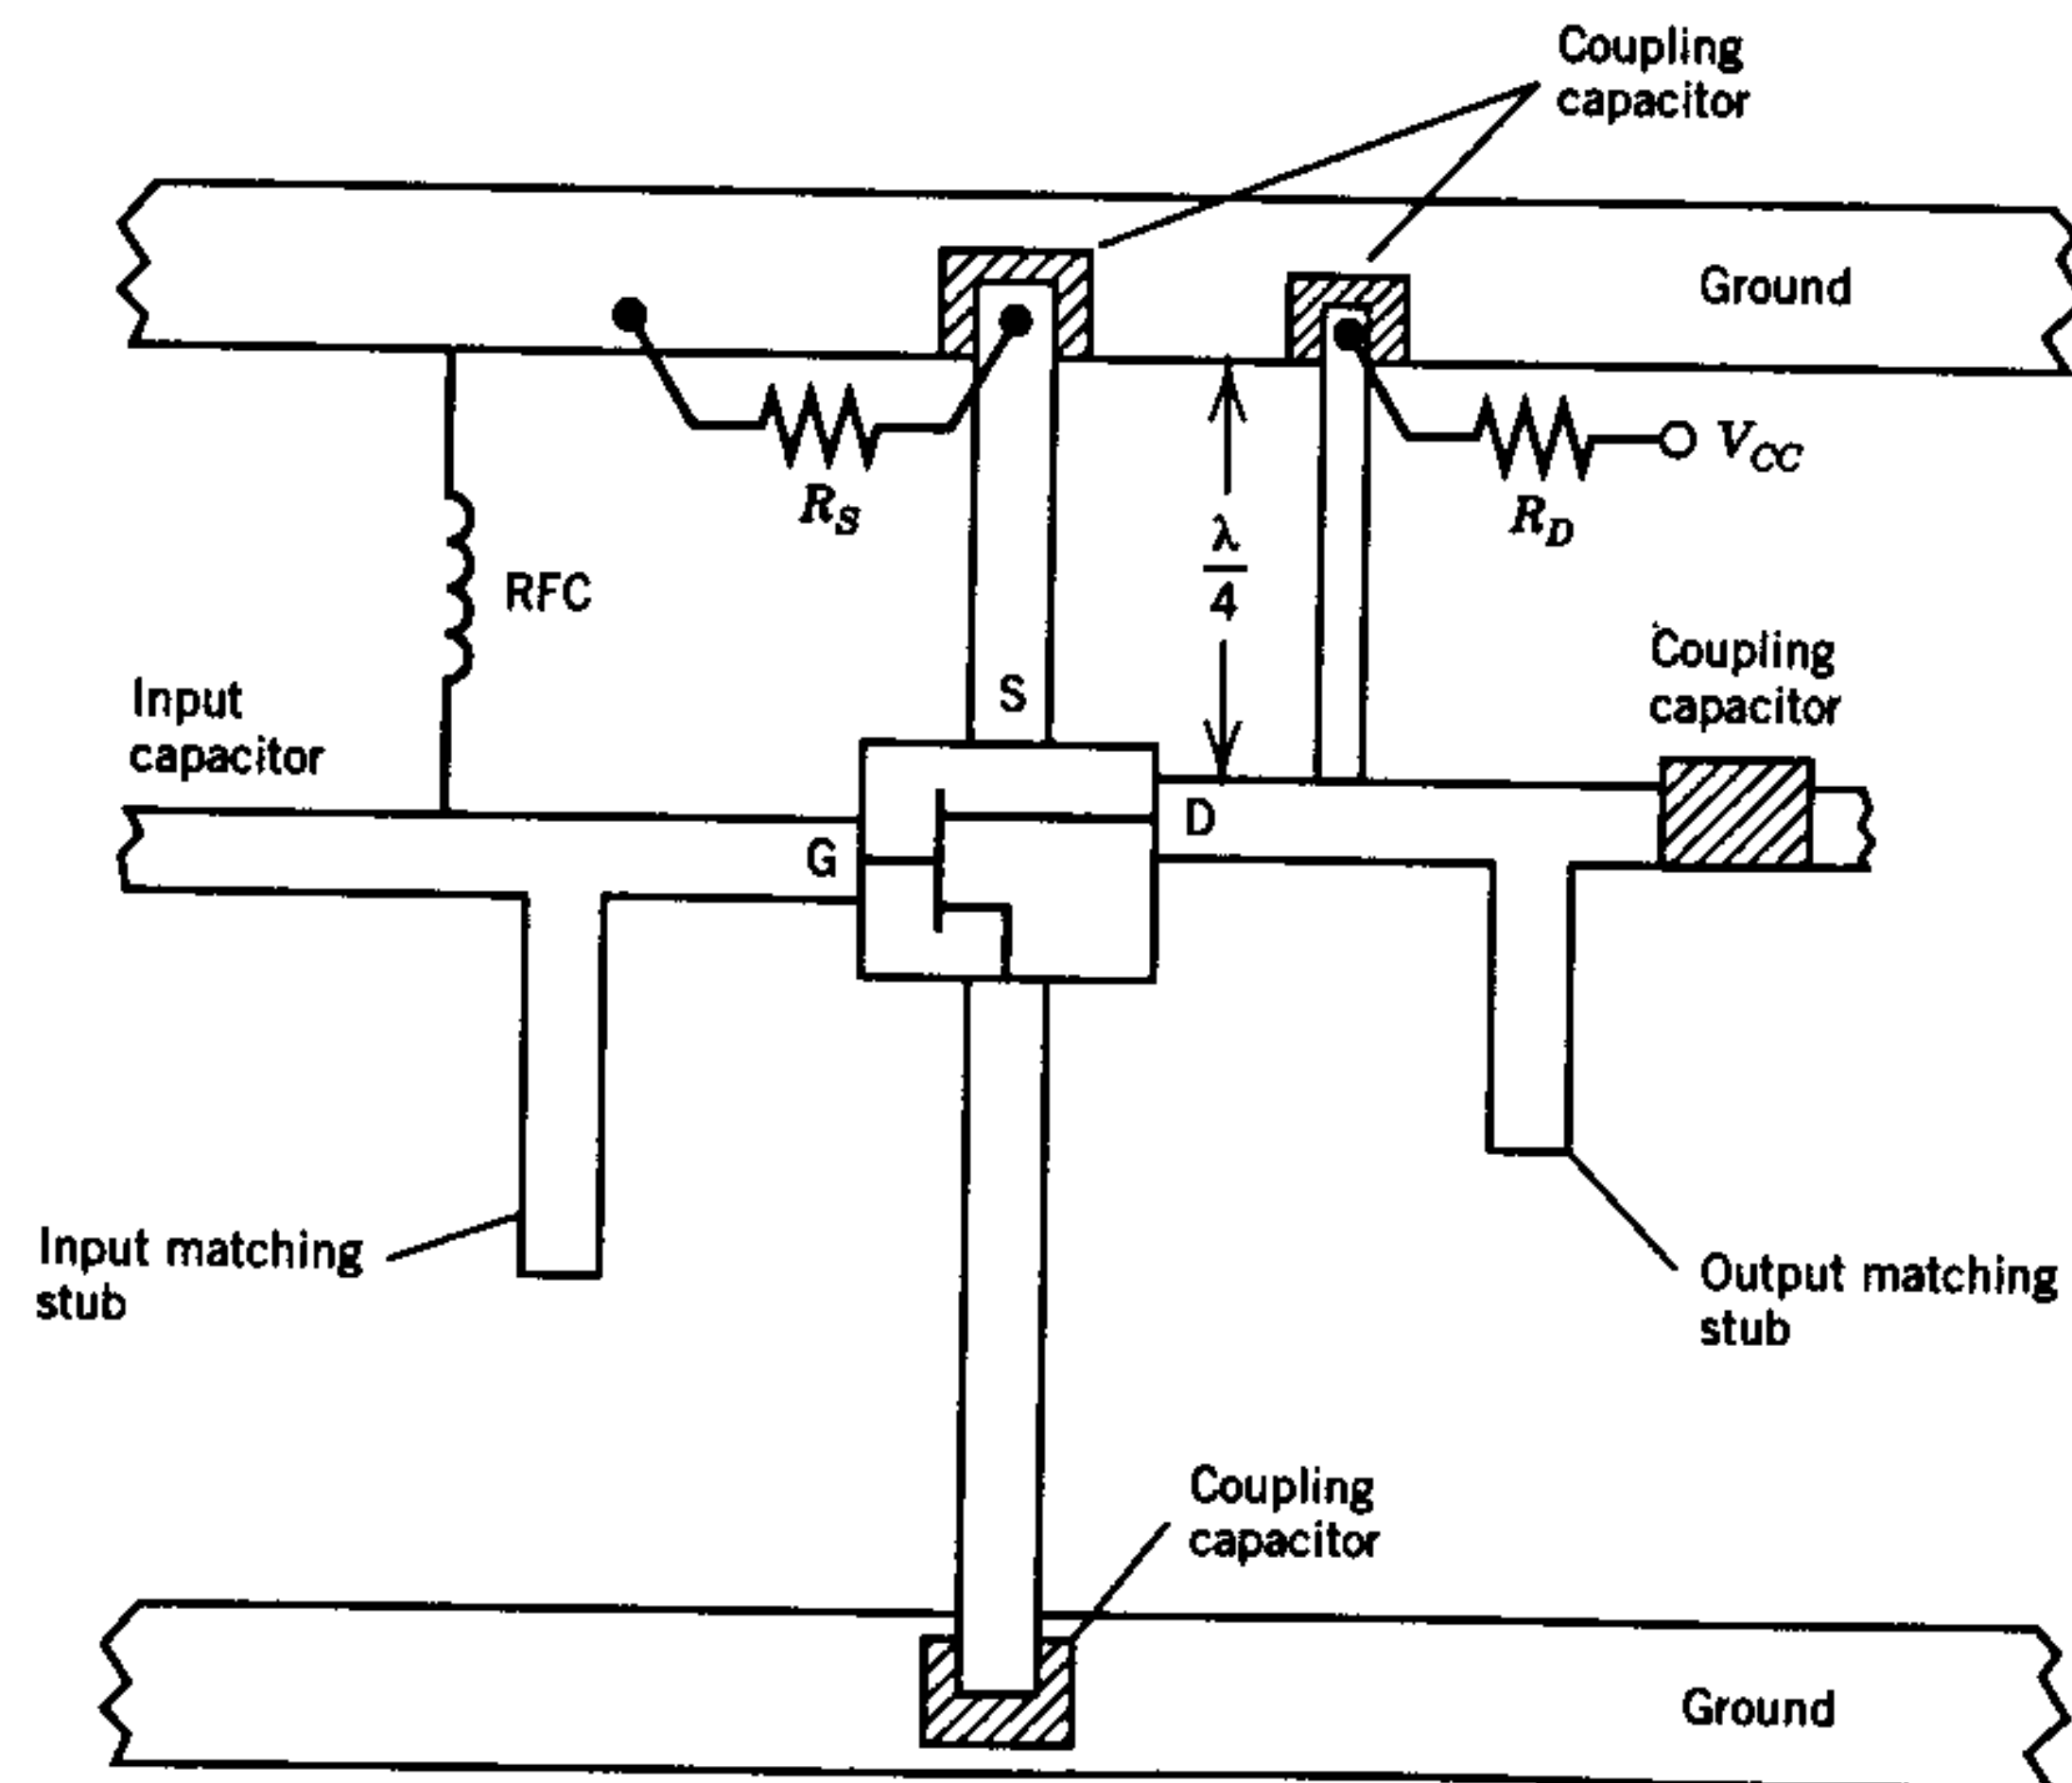 Coupling
capacitor
Ground
R_S
V_CC
R_D
λ
4
RFC
S
Coupling
capacitor
Input
capacitor
D
G
Input matching
stub
Output matching
stub
Coupling
capacitor
Ground